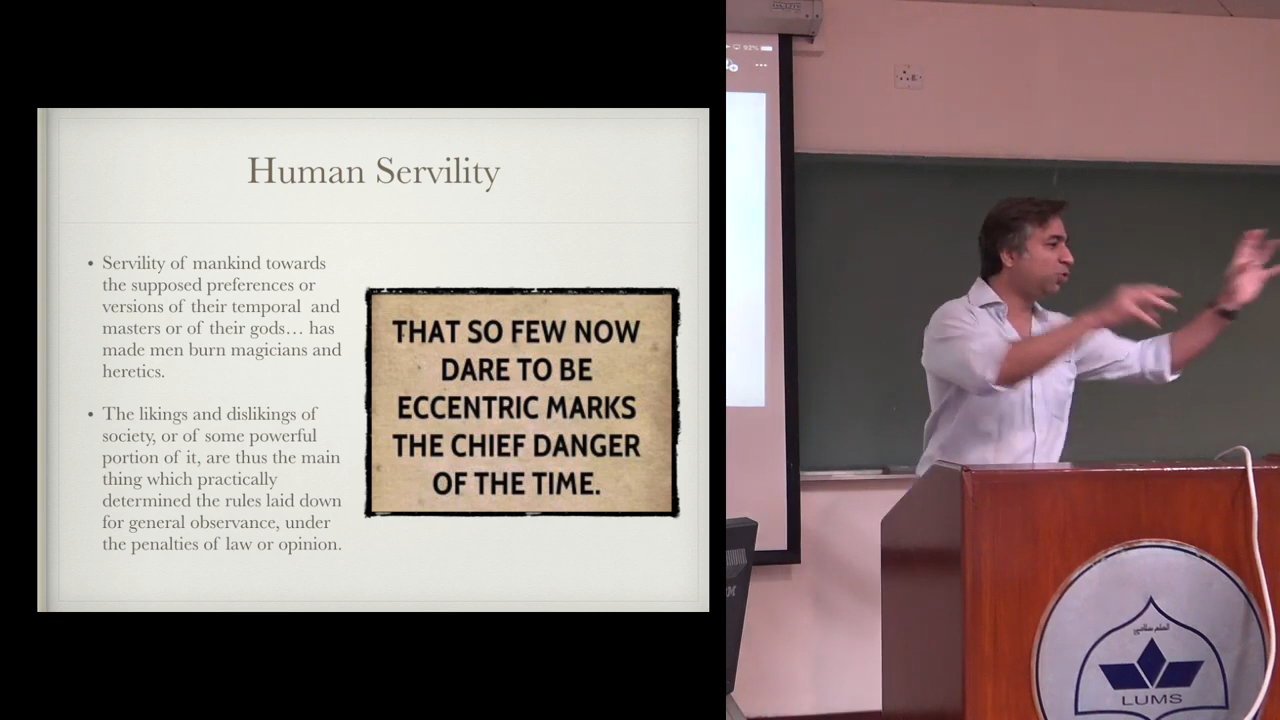 Human Servility
• Servility of mankind towards
the supposed preferences or
versions of their temporal and
masters or of their gods… has
made men burn magicians and
heretics.
• The likings and dislikings of
society, or of some powerful
portion of it, are thus the main
thing which practically
determined the rules laid down
for general observance, under
the penalties of law or opinion.
THAT SO FEW NOW
DARE TO BE
ECCENTRIC MARKS
THE CHIEF DANGER
OF THE TIME.
92%
LUMS